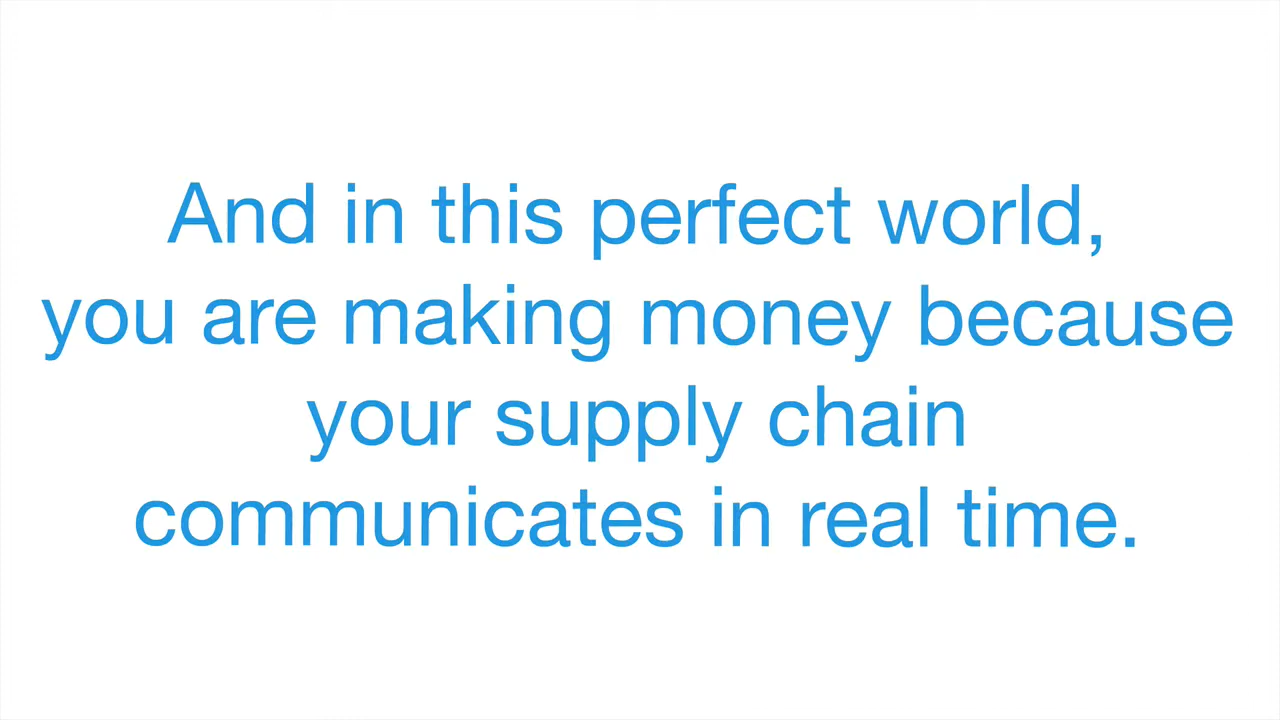 And in this perfect world,
you are making money because
your supply chain
communicates in real time.